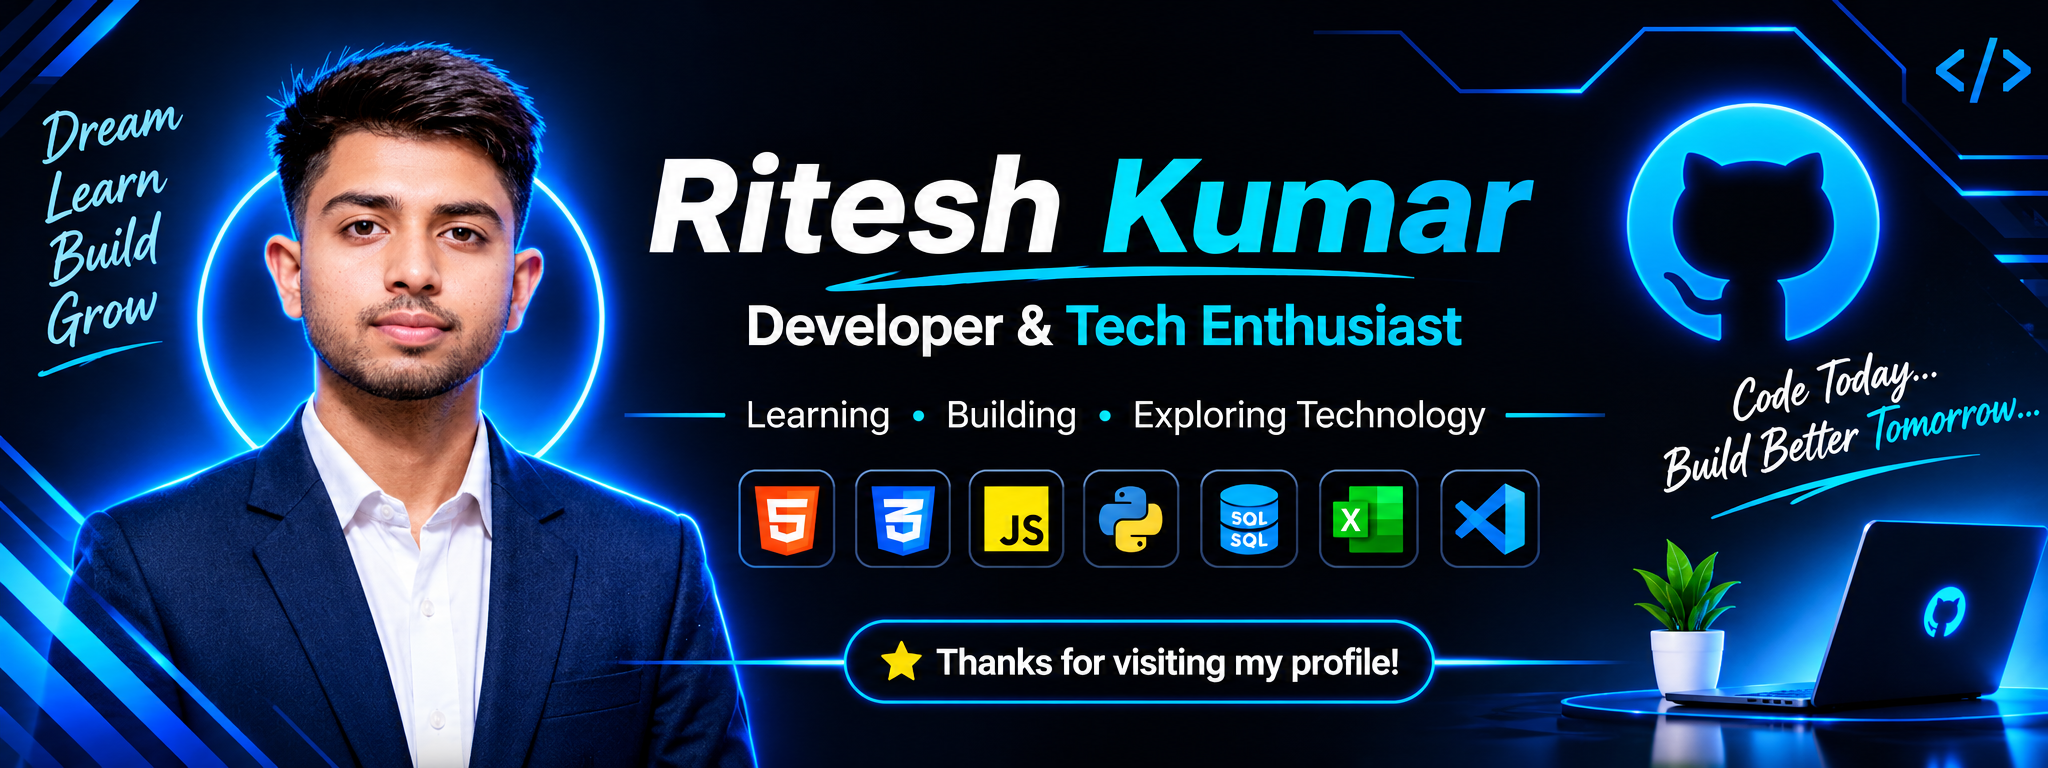 Dream
Learn
Build
Grow
Ritesh Kumar
Developer & Tech Enthusiast
Learning • Building • Exploring Technology
5
3
JS
SQL
SQL
X
Thanks for visiting my profile!
</>
Code Today...
Build Better Tomorrow...